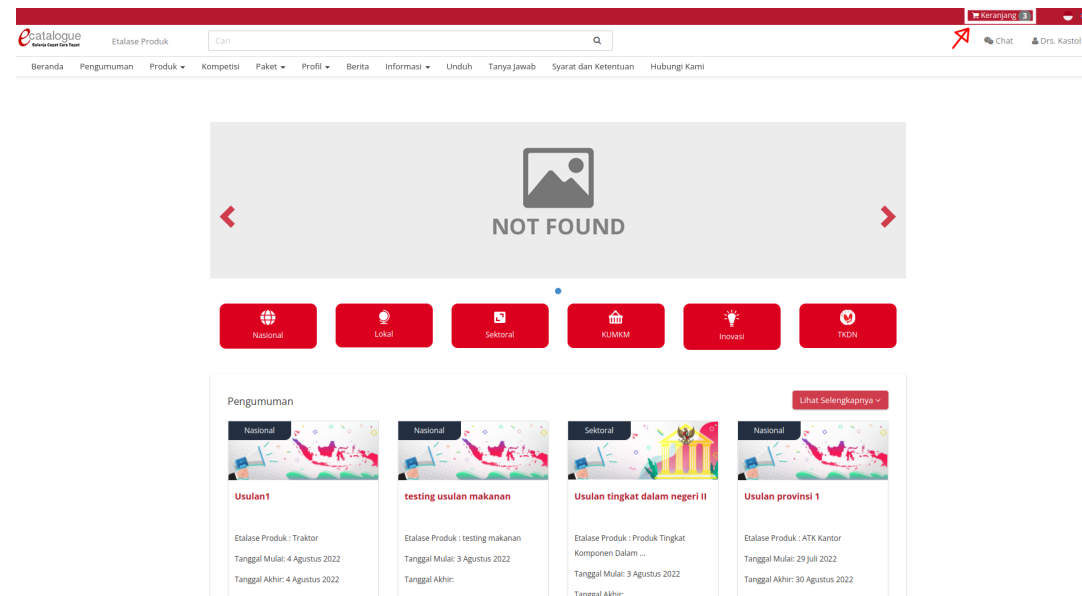 Keranjang 3
ecatalogue
Belanja Cepat Cara Tepat
Etalase Produk
Cari
Chat
Drs. Kastol
Beranda Pengumuman Produk Kompetisi Paket Profil Berita Informasi Unduh Tanya Jawab Syarat dan Ketentuan Hubungi Kami
NOT FOUND
Nasional Lokal Sektoral KUMKM Inovasi TKDN
Pengumuman
Lihat Selengkapnya
Nasional
Usulan1
Etalase Produk : Traktor
Tanggal Mulai: 4 Agustus 2022
Tanggal Akhir: 4 Agustus 2022
Nasional
testing usulan makanan
Etalase Produk : testing makanan
Tanggal Mulai: 3 Agustus 2022
Tanggal Akhir:
Sektoral
Usulan tingkat dalam negeri II
Etalase Produk : Produk Tingkat
Komponen Dalam ...
Tanggal Mulai: 3 Agustus 2022
Tanggal Akhir:
Nasional
Usulan provinsi 1
Etalase Produk : ATK Kantor
Tanggal Mulai: 29 Juli 2022
Tanggal Akhir: 30 Agustus 2022